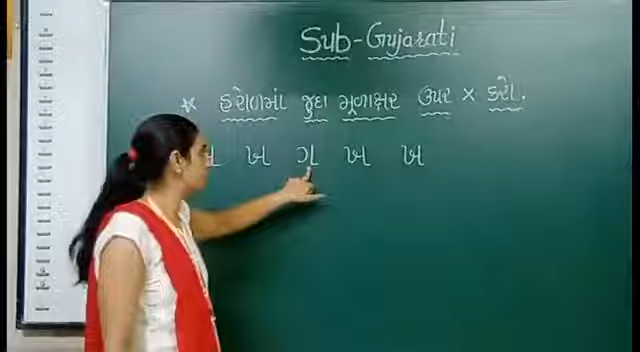 Sub-Gujarati
* હરોળમાં જુદા મૂળાક્ષર ઉપર × કરો.
ખ ગ ખ ખ